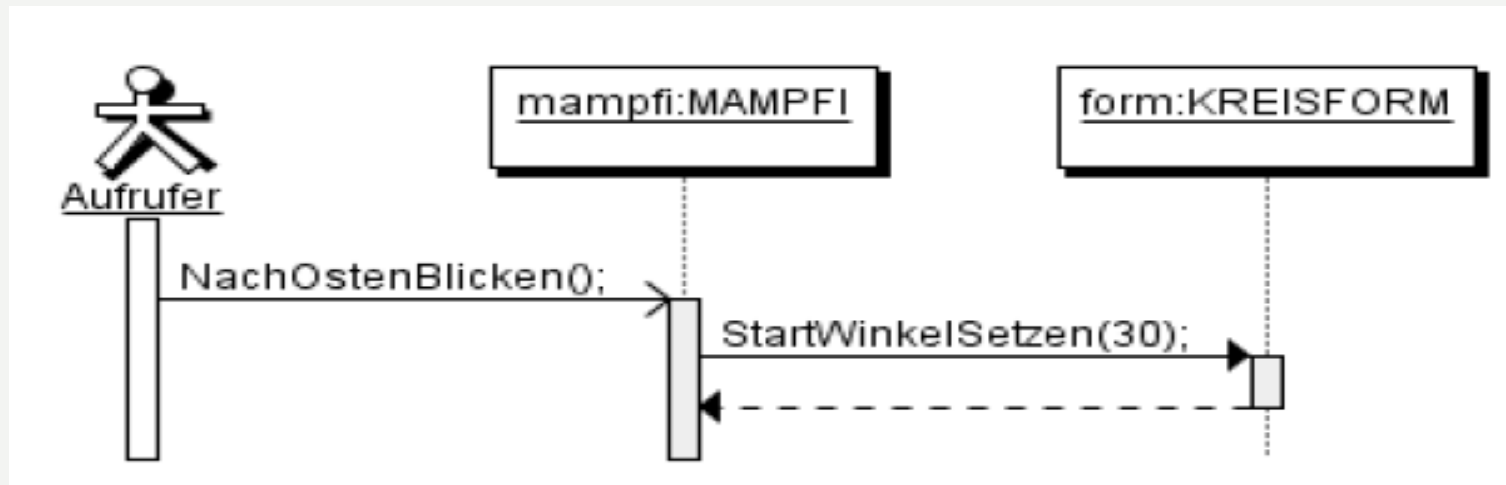 mampfi:MAMPFI
form:KREISFORM
Aufrufer
NachOstenBlicken();
StartWinkelSetzen(30);